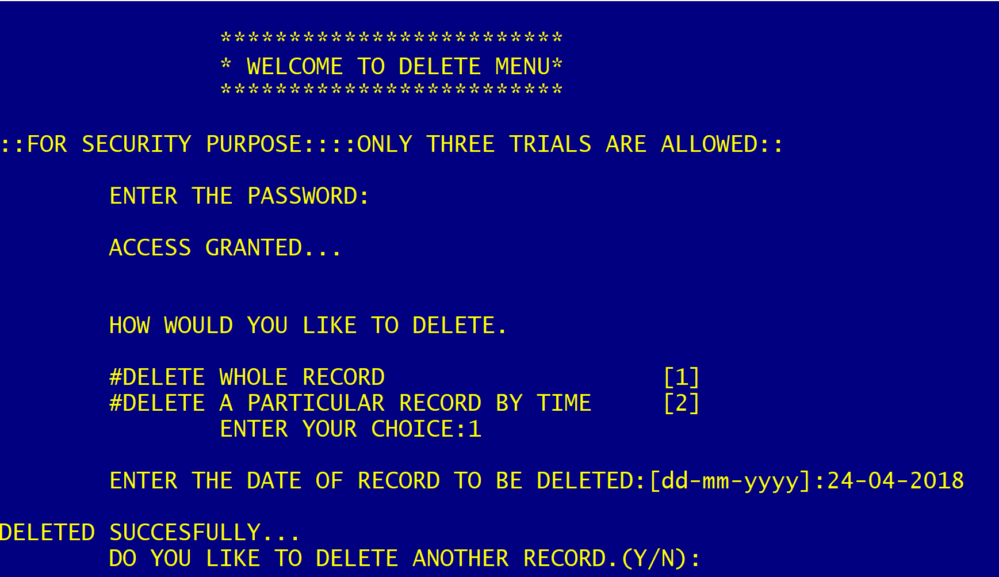 *************************
* WELCOME TO DELETE MENU*
*************************
::FOR SECURITY PURPOSE::::ONLY THREE TRIALS ARE ALLOWED::
ENTER THE PASSWORD:
ACCESS GRANTED...
HOW WOULD YOU LIKE TO DELETE.
#DELETE WHOLE RECORD [1]
#DELETE A PARTICULAR RECORD BY TIME [2]
ENTER YOUR CHOICE:1
ENTER THE DATE OF RECORD TO BE DELETED:[dd-mm-yyyy]:24-04-2018
DELETED SUCCESFULLY...
DO YOU LIKE TO DELETE ANOTHER RECORD.(Y/N):